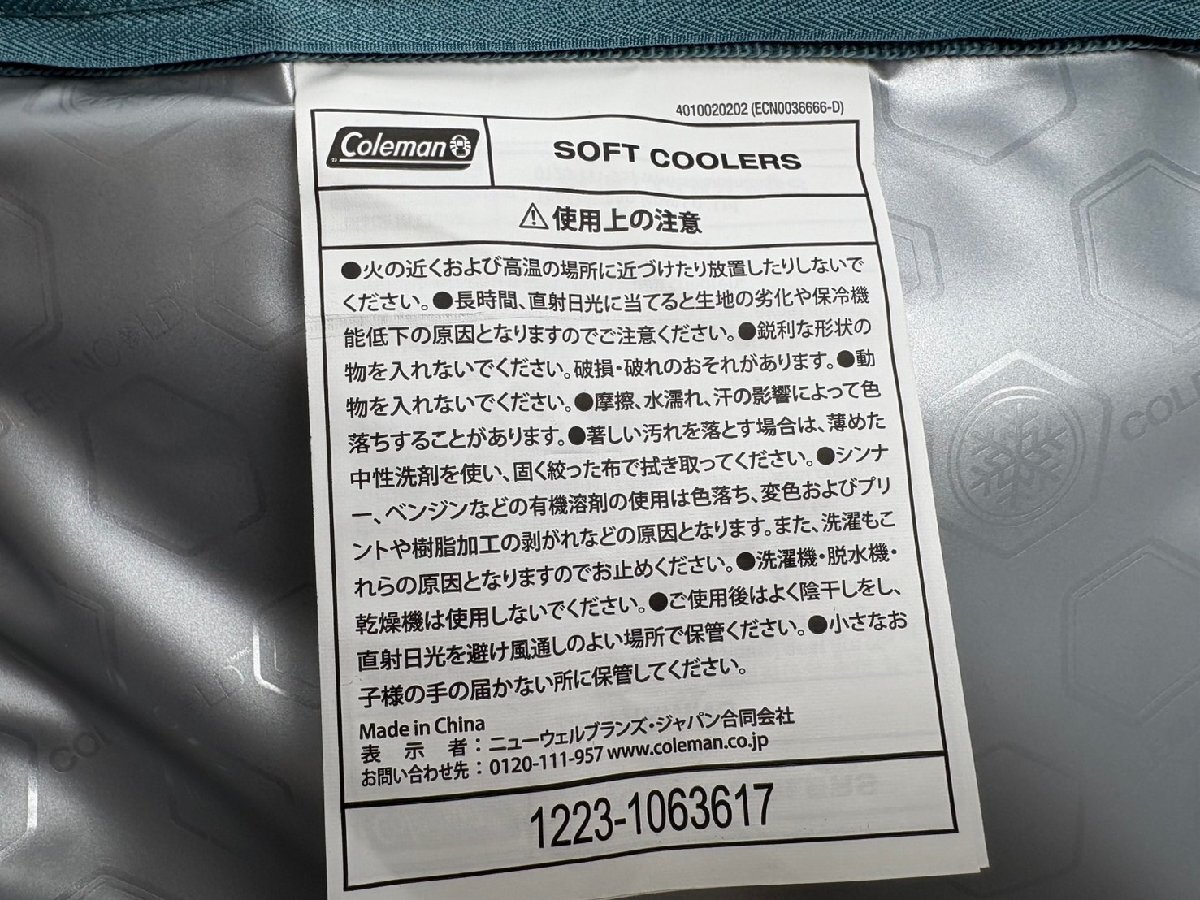 4010020202 (ECN0036666-D)
Coleman
SOFT COOLERS
⚠使用上の注意
●火の近くおよび高温の場所に近づけたり放置したりしないで
ください。●長時間、直射日光に当てると生地の劣化や保冷機
能低下の原因となりますのでご注意ください。●鋭利な形状の
物を入れないでください。破損・破れのおそれがあります。●動
物を入れないでください。●摩擦、水濡れ、汗の影響によって色
落ちすることがあります。●著しい汚れを落とす場合は、薄めた
中性洗剤を使い、固く絞った布で拭き取ってください。●シンナ
ー、ベンジンなどの有機溶剤の使用は色落ち、変色およびプリ
ントや樹脂加工の剥がれなどの原因となります。また、洗濯もこ
れらの原因となりますのでお止めください。●洗濯機・脱水機・
乾燥機は使用しないでください。●ご使用後はよく陰干しをし、
直射日光を避け風通しのよい場所で保管ください。●小さなお
子様の手の届かない所に保管してください。
Made in China
表示者：ニューウェルブランズ・ジャパン合同会社
お問い合わせ先：0120-111-957 www.coleman.co.jp
1223-1063617